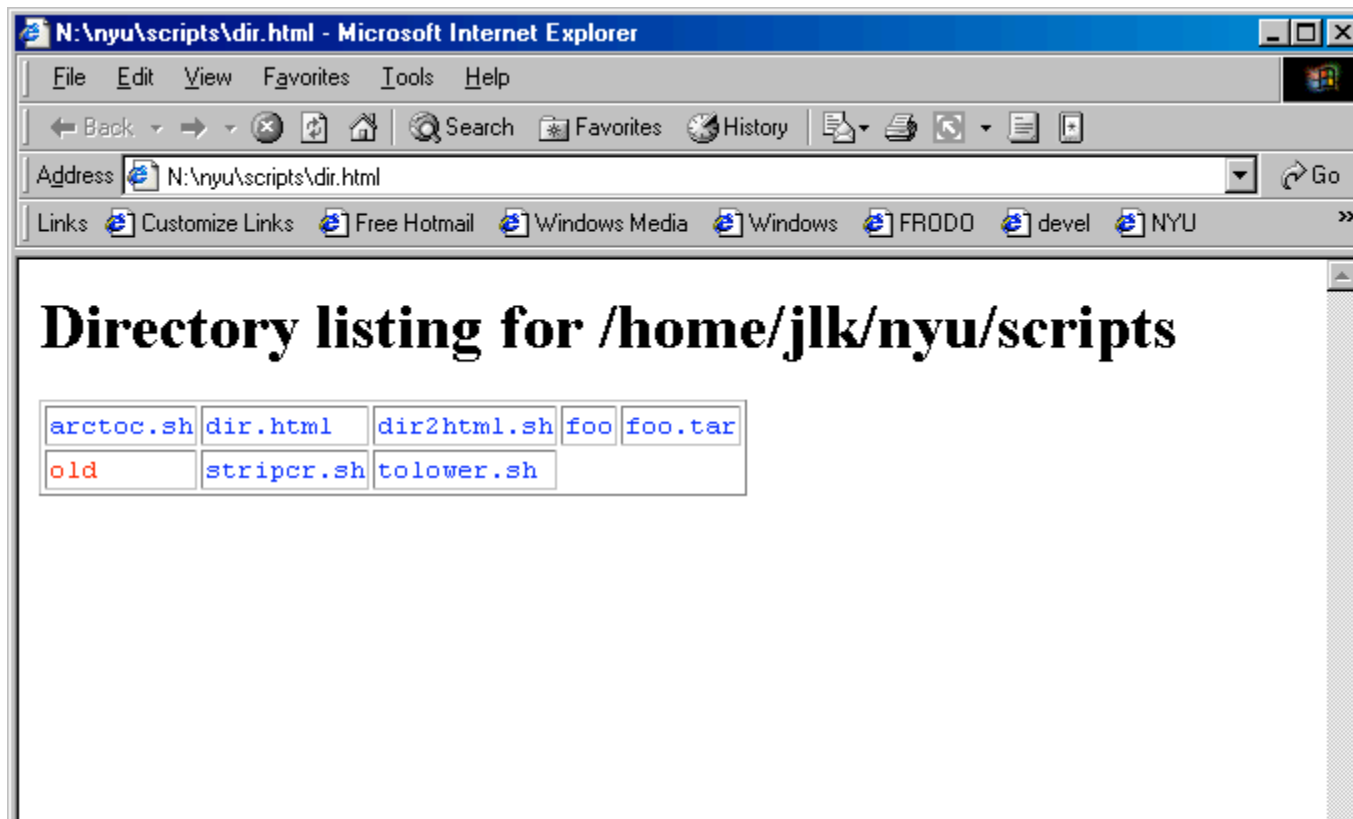 N:\nyu\scripts\dir.html - Microsoft Internet Explorer
File Edit View Favorites Tools Help
Back Search Favorites History
Address N:\nyu\scripts\dir.html Go
Links Customize Links Free Hotmail Windows Media Windows FRODO devel NYU »
Directory listing for /home/jlk/nyu/scripts
arctoc.sh dir.html dir2html.sh foo foo.tar
old stripcr.sh tolower.sh